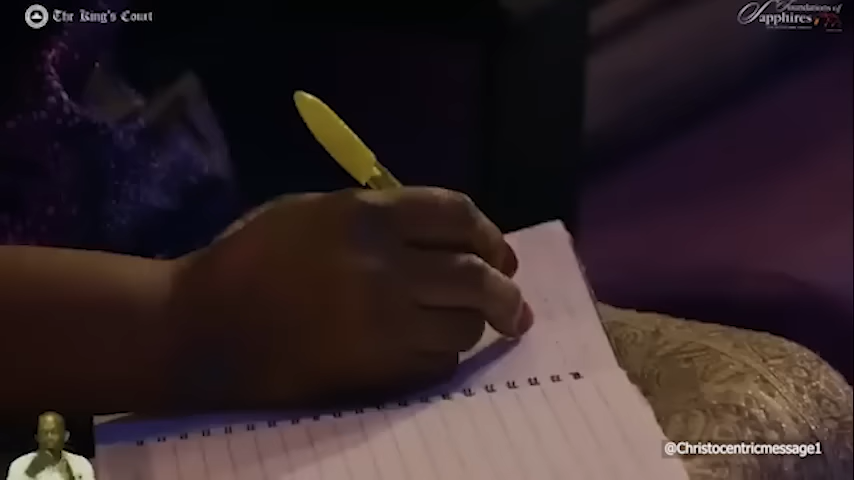 The King's Court
Foundations of
Sapphires
@Christocentricmessage1